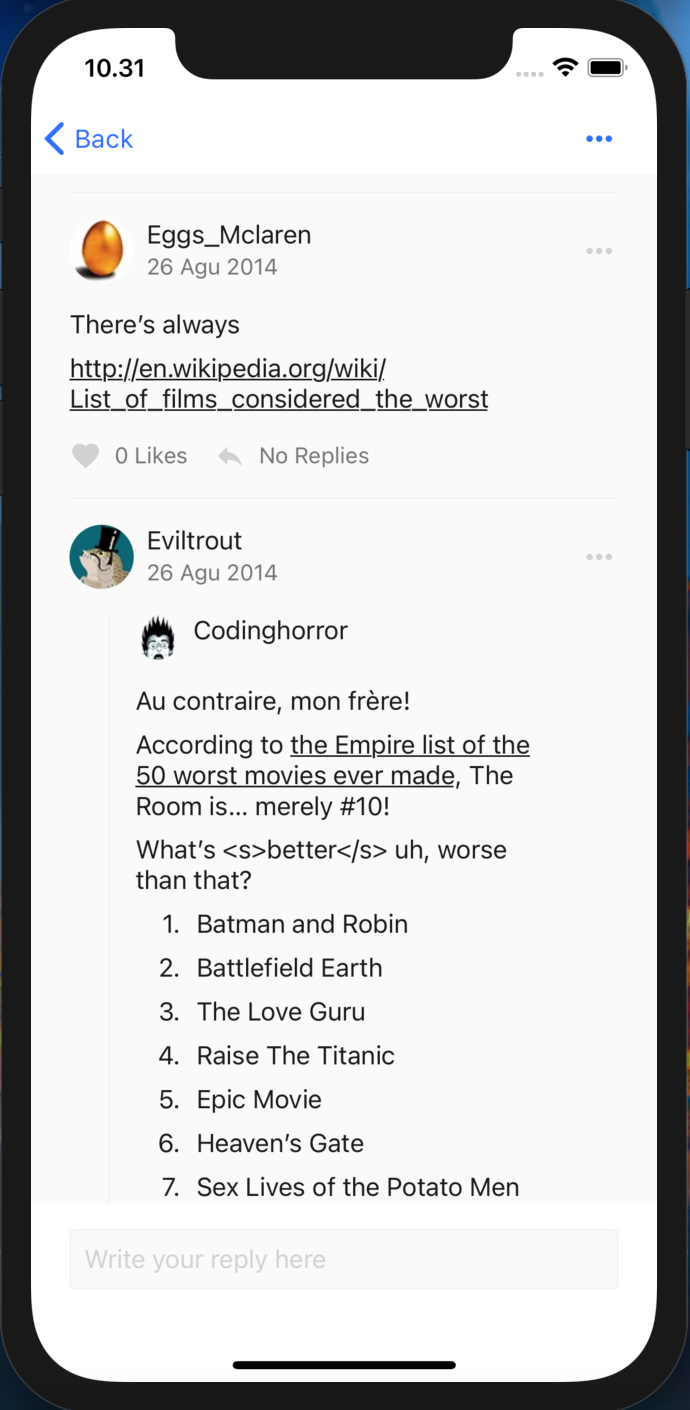 10.31
Back
Eggs_Mclaren
26 Agu 2014
There’s always
http://en.wikipedia.org/wiki/
List_of_films_considered_the_worst
0 Likes No Replies
Eviltrout
26 Agu 2014
Codinghorror
Au contraire, mon frère!
According to the Empire list of the
50 worst movies ever made, The
Room is… merely #10!
What’s <s>better</s> uh, worse
than that?
1. Batman and Robin
2. Battlefield Earth
3. The Love Guru
4. Raise The Titanic
5. Epic Movie
6. Heaven’s Gate
7. Sex Lives of the Potato Men
Write your reply here